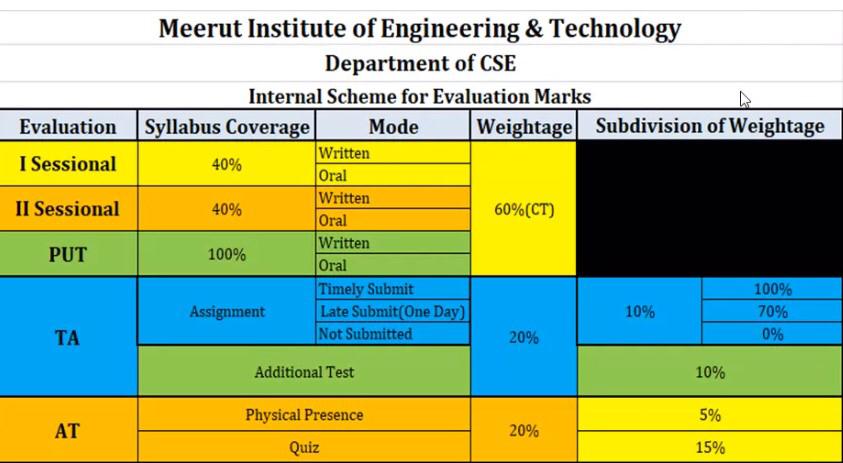 Meerut Institute of Engineering & Technology
Department of CSE
Internal Scheme for Evaluation Marks
Evaluation Syllabus Coverage Mode Weightage Subdivision of Weightage
I Sessional 40% Written
Oral
II Sessional 40% Written
Oral
60%(CT)
PUT 100% Written
Oral
TA Assignment Timely Submit 100%
Late Submit(One Day) 10% 70%
Not Submitted 0%
20%
Additional Test 10%
AT Physical Presence 5%
20%
Quiz 15%